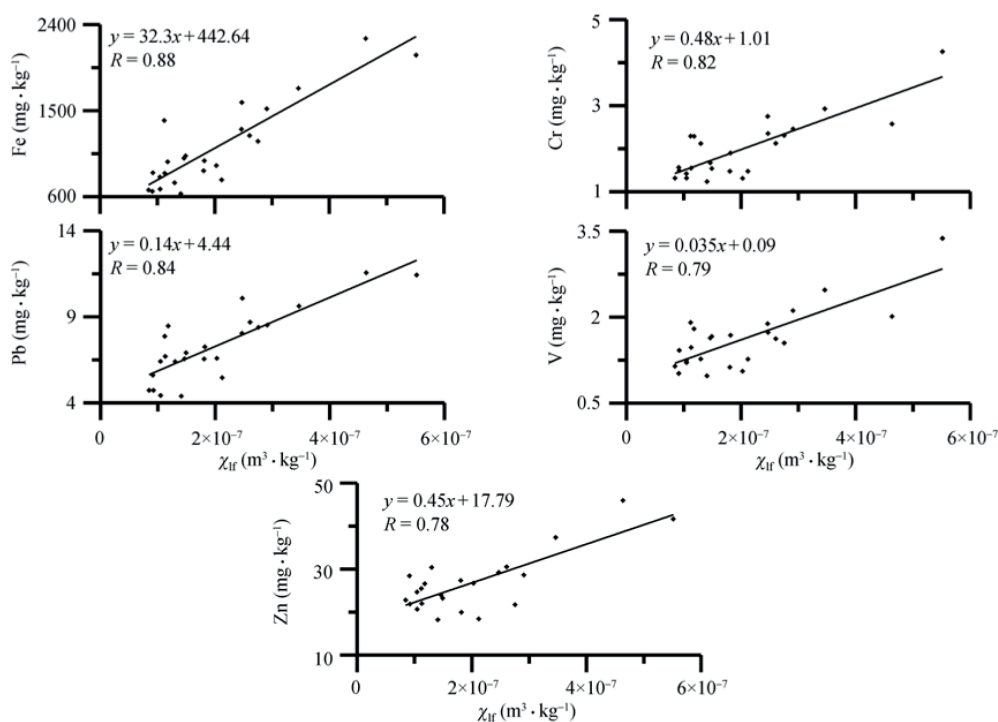 2400
y = 32.3x+442.64
R = 0.88
1500
600
Fe (mg·kg⁻¹)
5
y = 0.48x+1.01
R = 0.82
3
1
Cr (mg·kg⁻¹)
14
y = 0.14x+4.44
R = 0.84
9
4
Pb (mg·kg⁻¹)
0 2×10⁻⁷ 4×10⁻⁷ 6×10⁻⁷
χlf (m³·kg⁻¹)
3.5
y = 0.035x+0.09
R = 0.79
2
0.5
V (mg·kg⁻¹)
0 2×10⁻⁷ 4×10⁻⁷ 6×10⁻⁷
χlf (m³·kg⁻¹)
50
y = 0.45x+17.79
R = 0.78
30
10
Zn (mg·kg⁻¹)
0 2×10⁻⁷ 4×10⁻⁷ 6×10⁻⁷
χlf (m³·kg⁻¹)